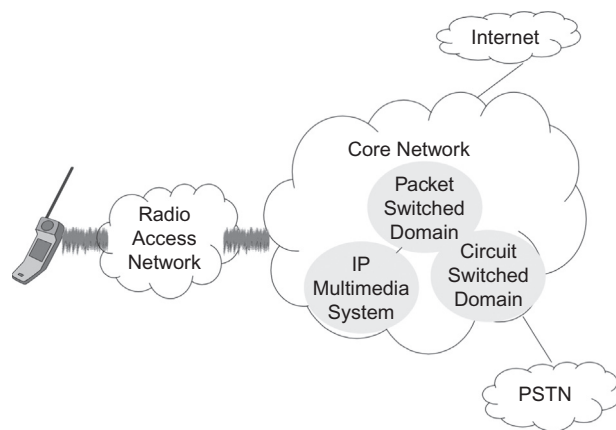 Internet
Core Network
Packet
Switched
Domain
Radio
Access
Network
IP
Multimedia
System
Circuit
Switched
Domain
PSTN